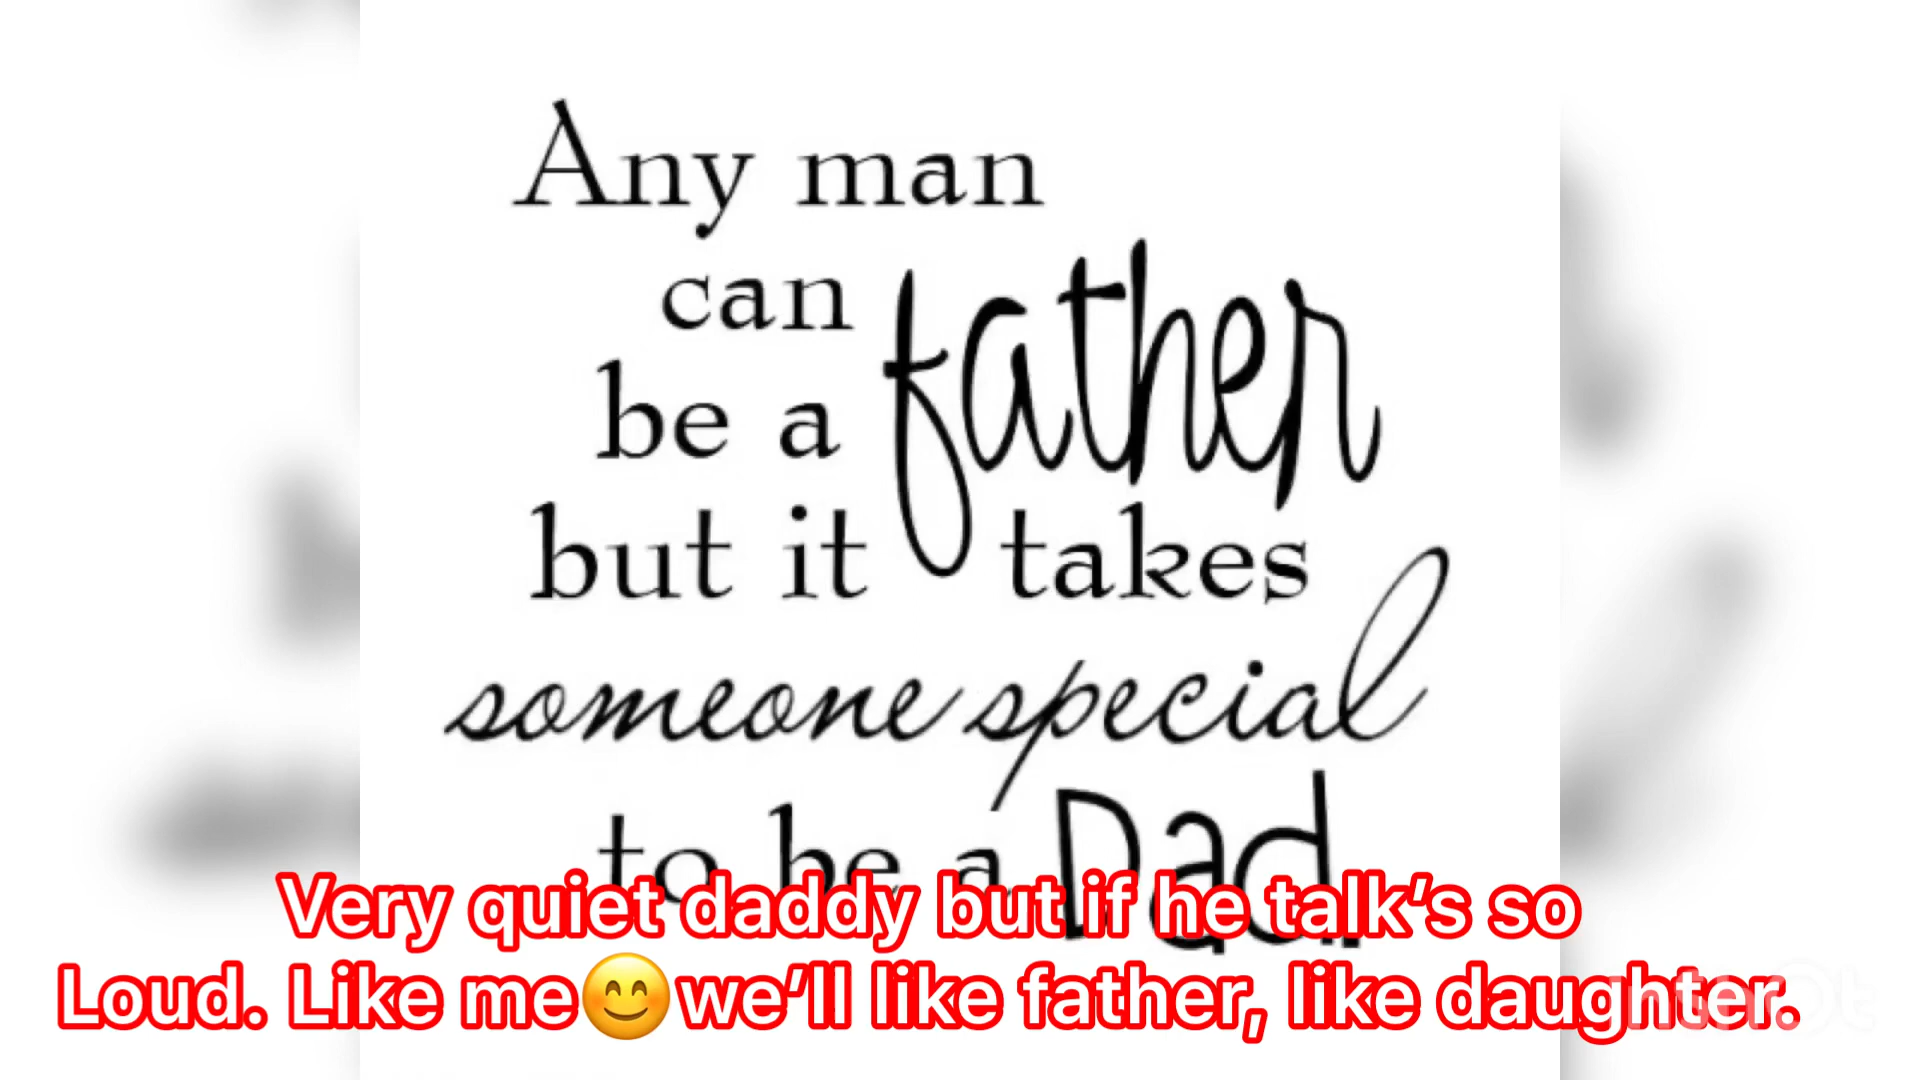 Any man
can father
be a
but it takes
someone special
to be a Dad
Very quiet daddy but if he talk’s so
Loud. Like me😊we’ll like father, like daughter.